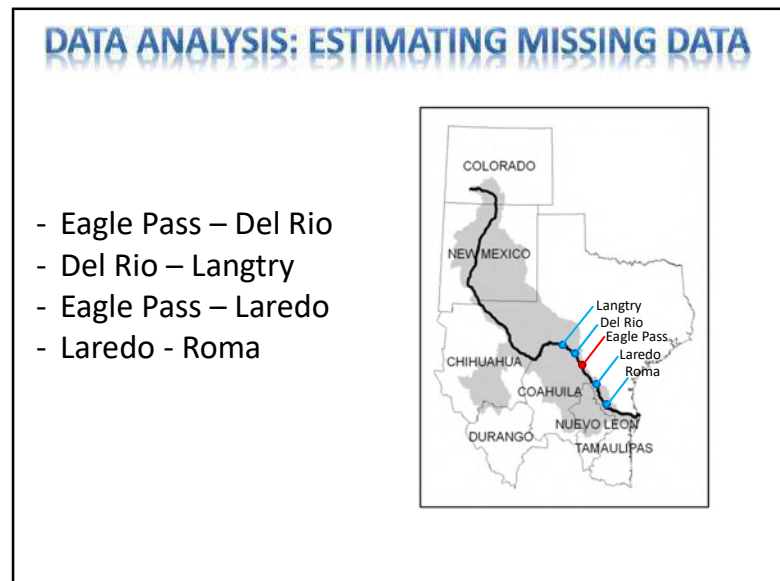 DATA ANALYSIS: ESTIMATING MISSING DATA
- Eagle Pass – Del Rio
- Del Rio – Langtry
- Eagle Pass – Laredo
- Laredo - Roma
COLORADO
NEW MEXICO
Langtry
Del Rio
Eagle Pass
Laredo
Roma
CHIHUAHUA
COAHUILA
NUEVO LEON
DURANGO
TAMAULIPAS